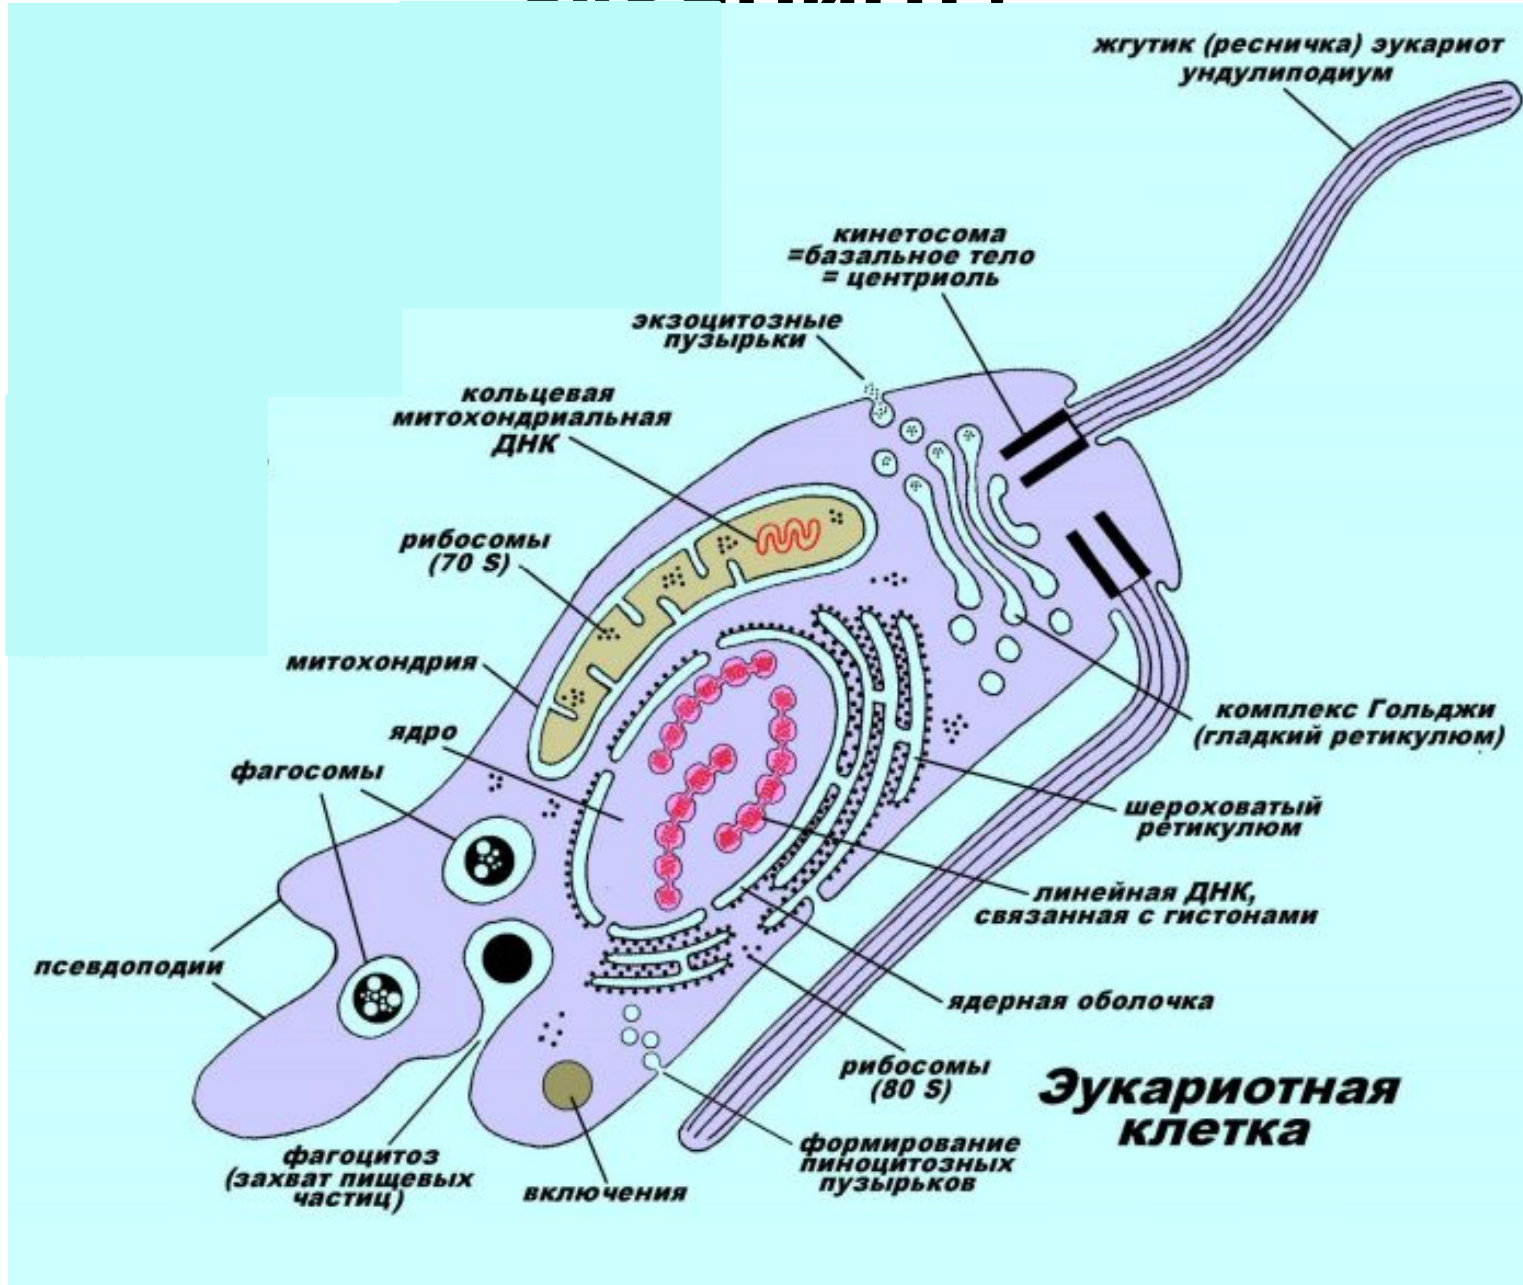 жгутик (ресничка) эукариот
ундулиподиум
кинетосома
=базальное тело
= центриоль
экзоцитозные
пузырьки
кольцевая
митохондриальная
ДНК
рибосомы
(70 S)
митохондрия
ядро
фагосомы
псевдоподии
комплекс Гольджи
(гладкий ретикулюм)
шероховатый
ретикулюм
линейная ДНК,
связанная с гистонами
ядерная оболочка
рибосомы
(80 S)
Эукариотная
клетка
формирование
пиноцитозных
пузырьков
фагоцитоз
(захват пищевых
частиц)
включения